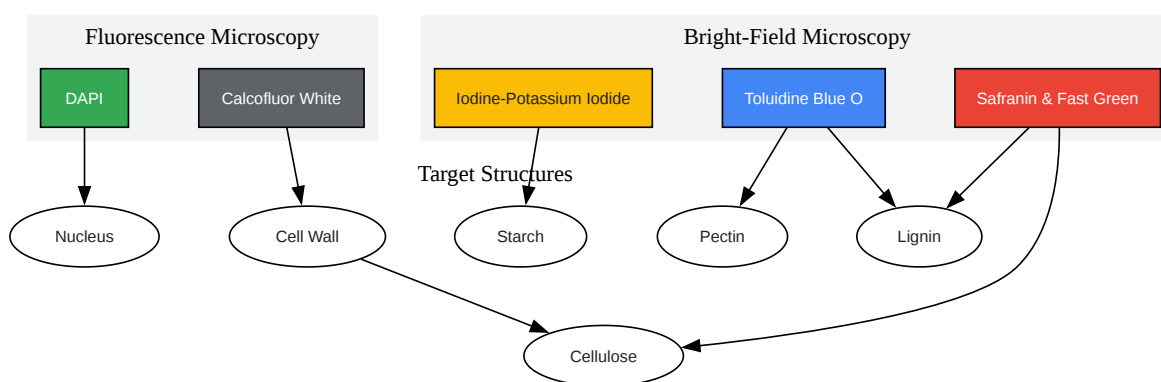 Fluorescence Microscopy
Bright-Field Microscopy
DAPI
Calcofluor White
Iodine-Potassium Iodide
Toluidine Blue O
Safranin & Fast Green
Target Structures
Nucleus
Cell Wall
Starch
Pectin
Lignin
Cellulose